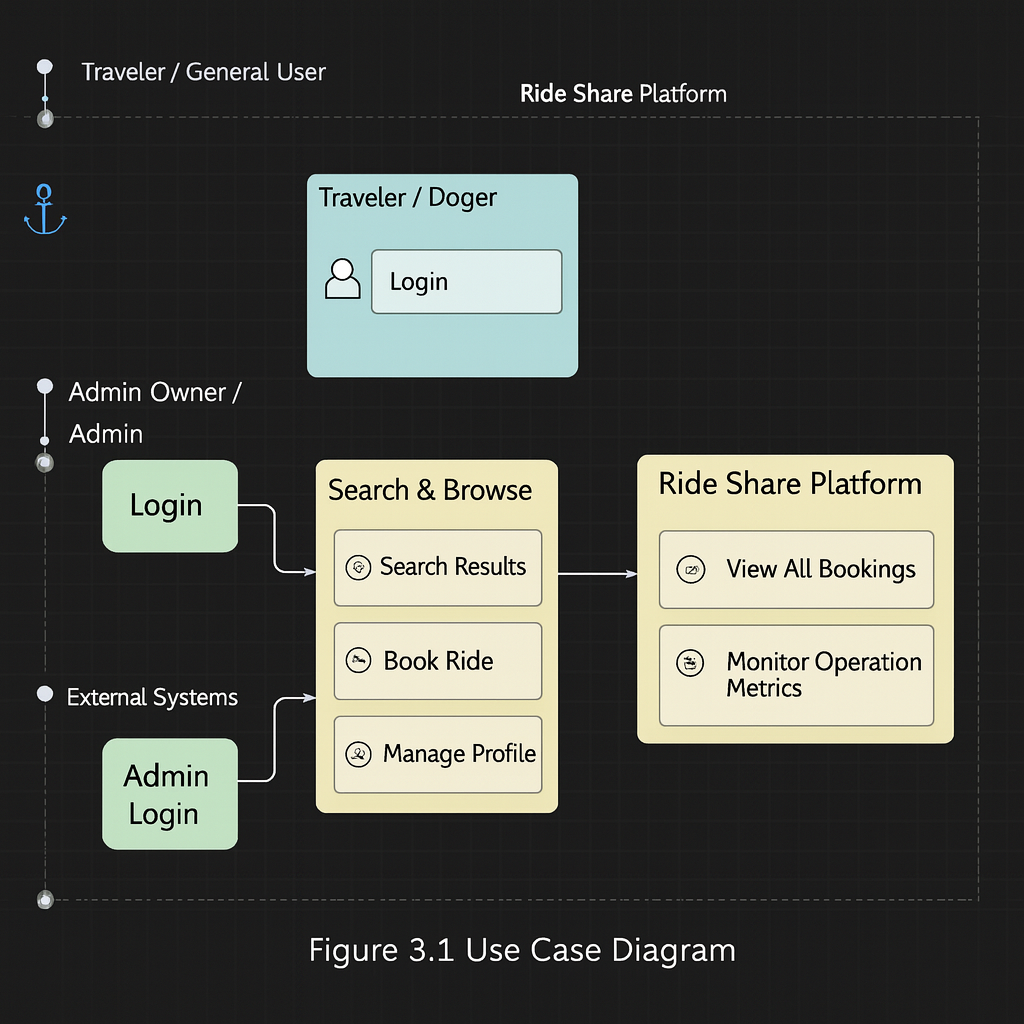 Traveler / General User
Ride Share Platform
Traveler / Doger
Login
Admin Owner /
Admin
Login
Search & Browse
Search Results
Book Ride
Manage Profile
Ride Share Platform
View All Bookings
Monitor Operation
Metrics
External Systems
Admin
Login
Figure 3.1 Use Case Diagram